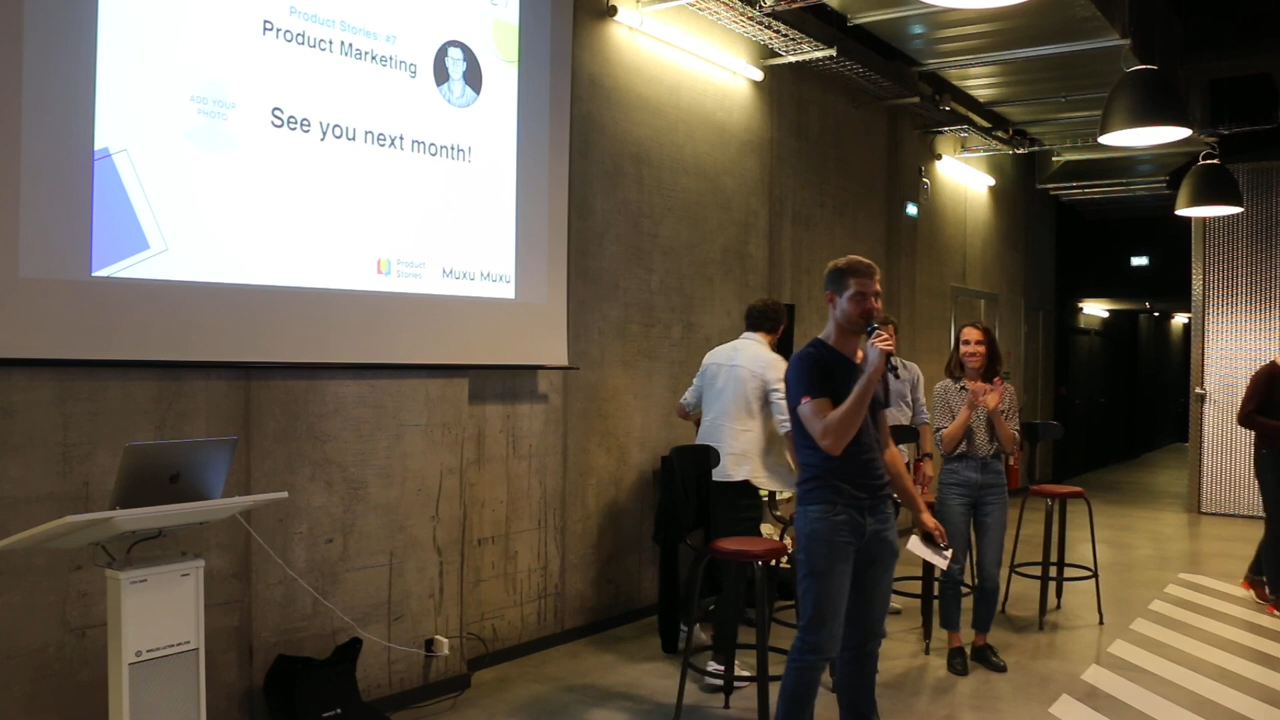 Product Stories: #7
Product Marketing
ADD YOUR
PHOTO
See you next month!
Product
Stories
Muxu Muxu